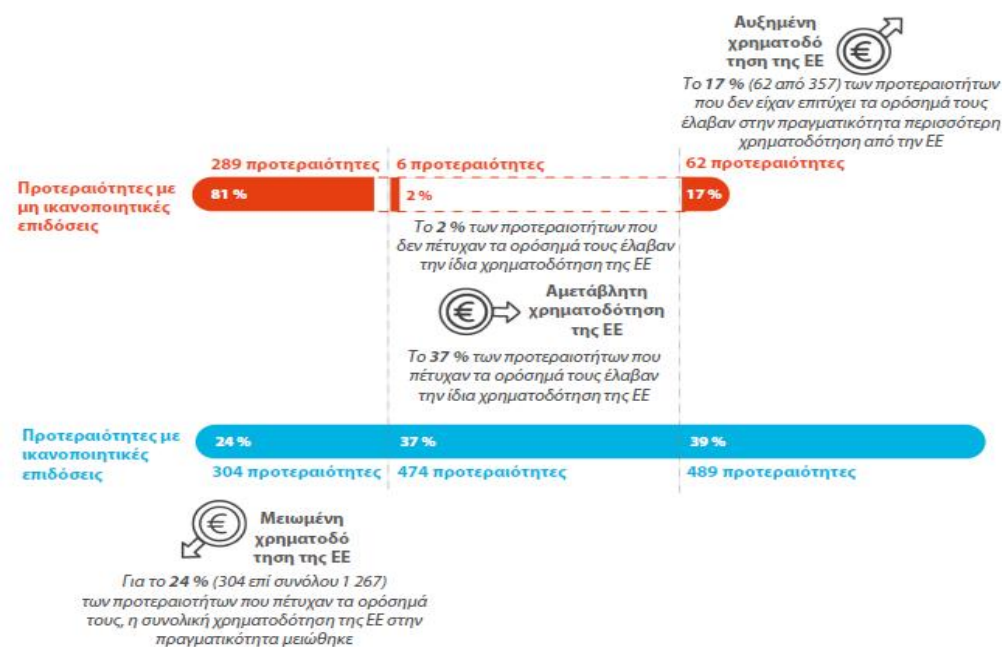 Αυξημένη
χρηματοδό
τηση της ΕΕ
Το 17 % (62 από 357) των προτεραιοτήτων
που δεν είχαν επιτύχει τα ορόσημά τους
έλαβαν στην πραγματικότητα περισσότερη
χρηματοδότηση από την ΕΕ
289 προτεραιότητες
6 προτεραιότητες
62 προτεραιότητες
Προτεραιότητες με
μη ικανοποιητικές
επιδόσεις
81 %
2 %
17 %
Το 2 % των προτεραιοτήτων που
δεν πέτυχαν τα ορόσημά τους έλαβαν
την ίδια χρηματοδότηση της ΕΕ
Αμετάβλητη
χρηματοδότηση
της ΕΕ
Το 37 % των προτεραιοτήτων που
πέτυχαν τα ορόσημά τους έλαβαν
την ίδια χρηματοδότηση της ΕΕ
Προτεραιότητες με
ικανοποιητικές
επιδόσεις
24 %
37 %
39 %
304 προτεραιότητες
474 προτεραιότητες
489 προτεραιότητες
Μειωμένη
χρηματοδό
τηση της ΕΕ
Για το 24 % (304 επί συνόλου 1 267)
των προτεραιοτήτων που πέτυχαν τα ορόσημά
τους, η συνολική χρηματοδότηση της ΕΕ στην
πραγματικότητα μειώθηκε